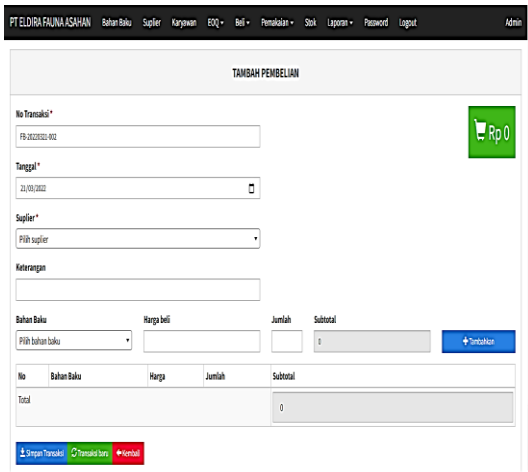 PT ELDIRA FAUNA ASAHAN Bahan Baku Suplier Karyawan EOQ Beli Pemakaian Stok Laporan Password Logout Admin
TAMBAH PEMBELIAN
No Transaksi *
Rp 0
FB-20220321-002
Tanggal *
21/03/2022
Suplier *
Pilih suplier
Keterangan
Bahan Baku Harga beli Jumlah Subtotal
Pilih bahan baku 0 Tambahkan
No Bahan Baku Harga Jumlah Subtotal
Total 0
Simpan Transaksi Transaksi baru Kembali